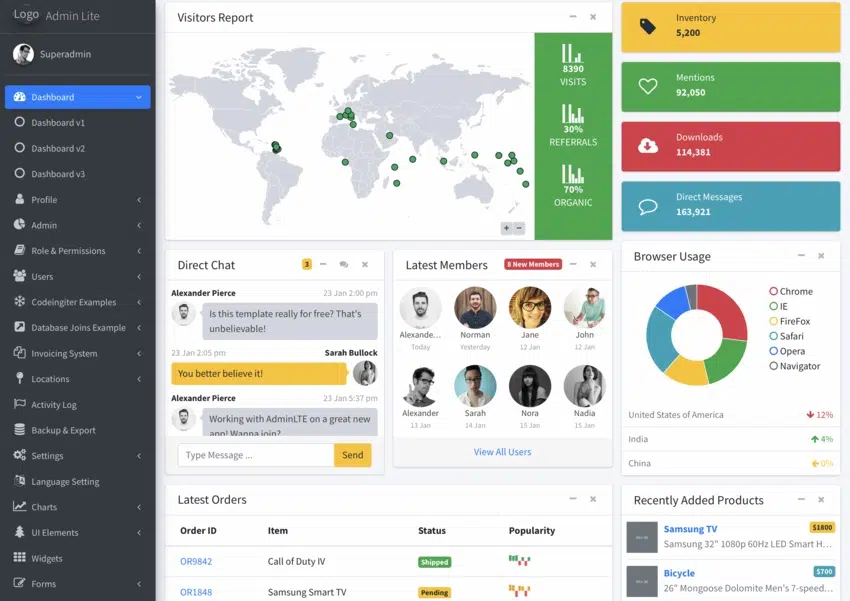 Logo Admin Lite
Superadmin
Dashboard
Dashboard v1
Dashboard v2
Dashboard v3
Profile
Admin
Role & Permissions
Users
Codeingiter Examples
Database Joins Example
Invoicing System
Locations
Activity Log
Backup & Export
Settings
Language Setting
Charts
UI Elements
Widgets
Forms
Visitors Report
8390
VISITS
30%
REFERRALS
70%
ORGANIC
+ −
Inventory
5,200
Mentions
92,050
Downloads
114,381
Direct Messages
163,921
Direct Chat
3
Alexander Pierce 23 Jan 2:00 pm
Is this template really for free? That's
unbelievable!
23 Jan 2:05 pm Sarah Bullock
You better believe it!
Alexander Pierce 23 Jan 5:37 pm
Working with AdminLTE on a great new
app! Wanna join?
Type Message ... Send
Latest Members 8 New Members
Alexande... Norman Jane John
Today Yesterday 12 Jan 12 Jan
Alexander Sarah Nora Nadia
13 Jan 14 Jan 15 Jan 15 Jan
View All Users
Browser Usage
Chrome
IE
FireFox
Safari
Opera
Navigator
United States of America 12%
India 4%
China 0%
Latest Orders
Order ID Item Status Popularity
OR9842 Call of Duty IV Shipped
OR1848 Samsung Smart TV Pending
Recently Added Products
Samsung TV $1800
Samsung 32" 1080p 60Hz LED Smart H...
Bicycle $700
26" Mongoose Dolomite Men's 7-speed...